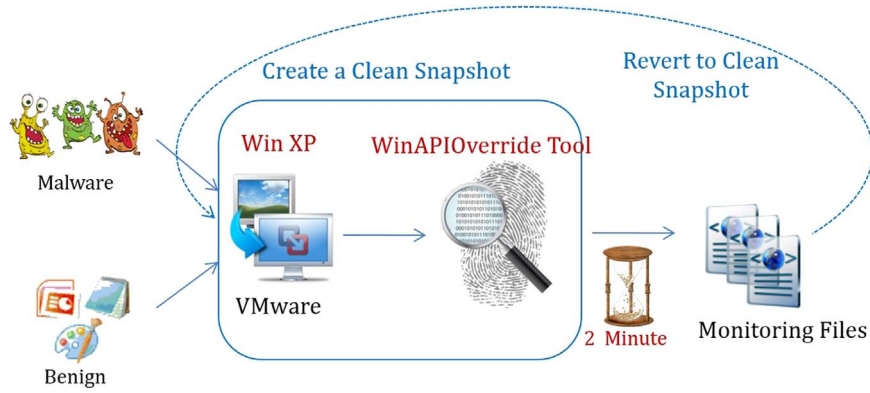 Create a Clean Snapshot
Revert to Clean
Snapshot
Win XP
WinAPIOverride Tool
Malware
VMware
2 Minute
Monitoring Files
Benign